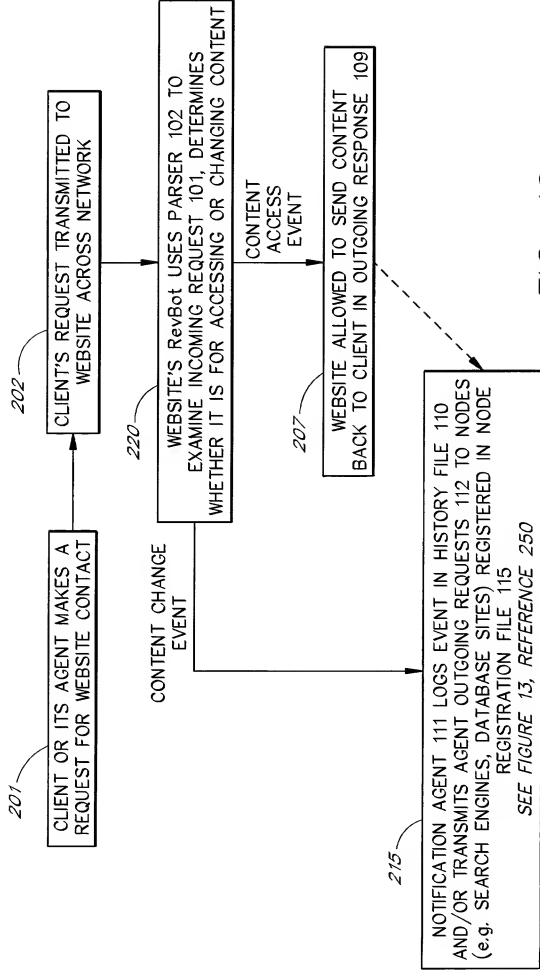 201
CLIENT OR ITS AGENT MAKES A
REQUEST FOR WEBSITE CONTACT
202
CLIENT'S REQUEST TRANSMITTED TO
WEBSITE ACROSS NETWORK
220
WEBSITE'S RevBot USES PARSER 102 TO
EXAMINE INCOMING REQUEST 101, DETERMINES
WHETHER IT IS FOR ACCESSING OR CHANGING CONTENT
CONTENT CHANGE
EVENT
CONTENT
ACCESS
EVENT
207
WEBSITE ALLOWED TO SEND CONTENT
BACK TO CLIENT IN OUTGOING RESPONSE 109
215
NOTIFICATION AGENT 111 LOGS EVENT IN HISTORY FILE 110
AND/OR TRANSMITS AGENT OUTGOING REQUESTS 112 TO NODES
(e.g. SEARCH ENGINES, DATABASE SITES) REGISTERED IN NODE
REGISTRATION FILE 115
SEE FIGURE 13, REFERENCE 250